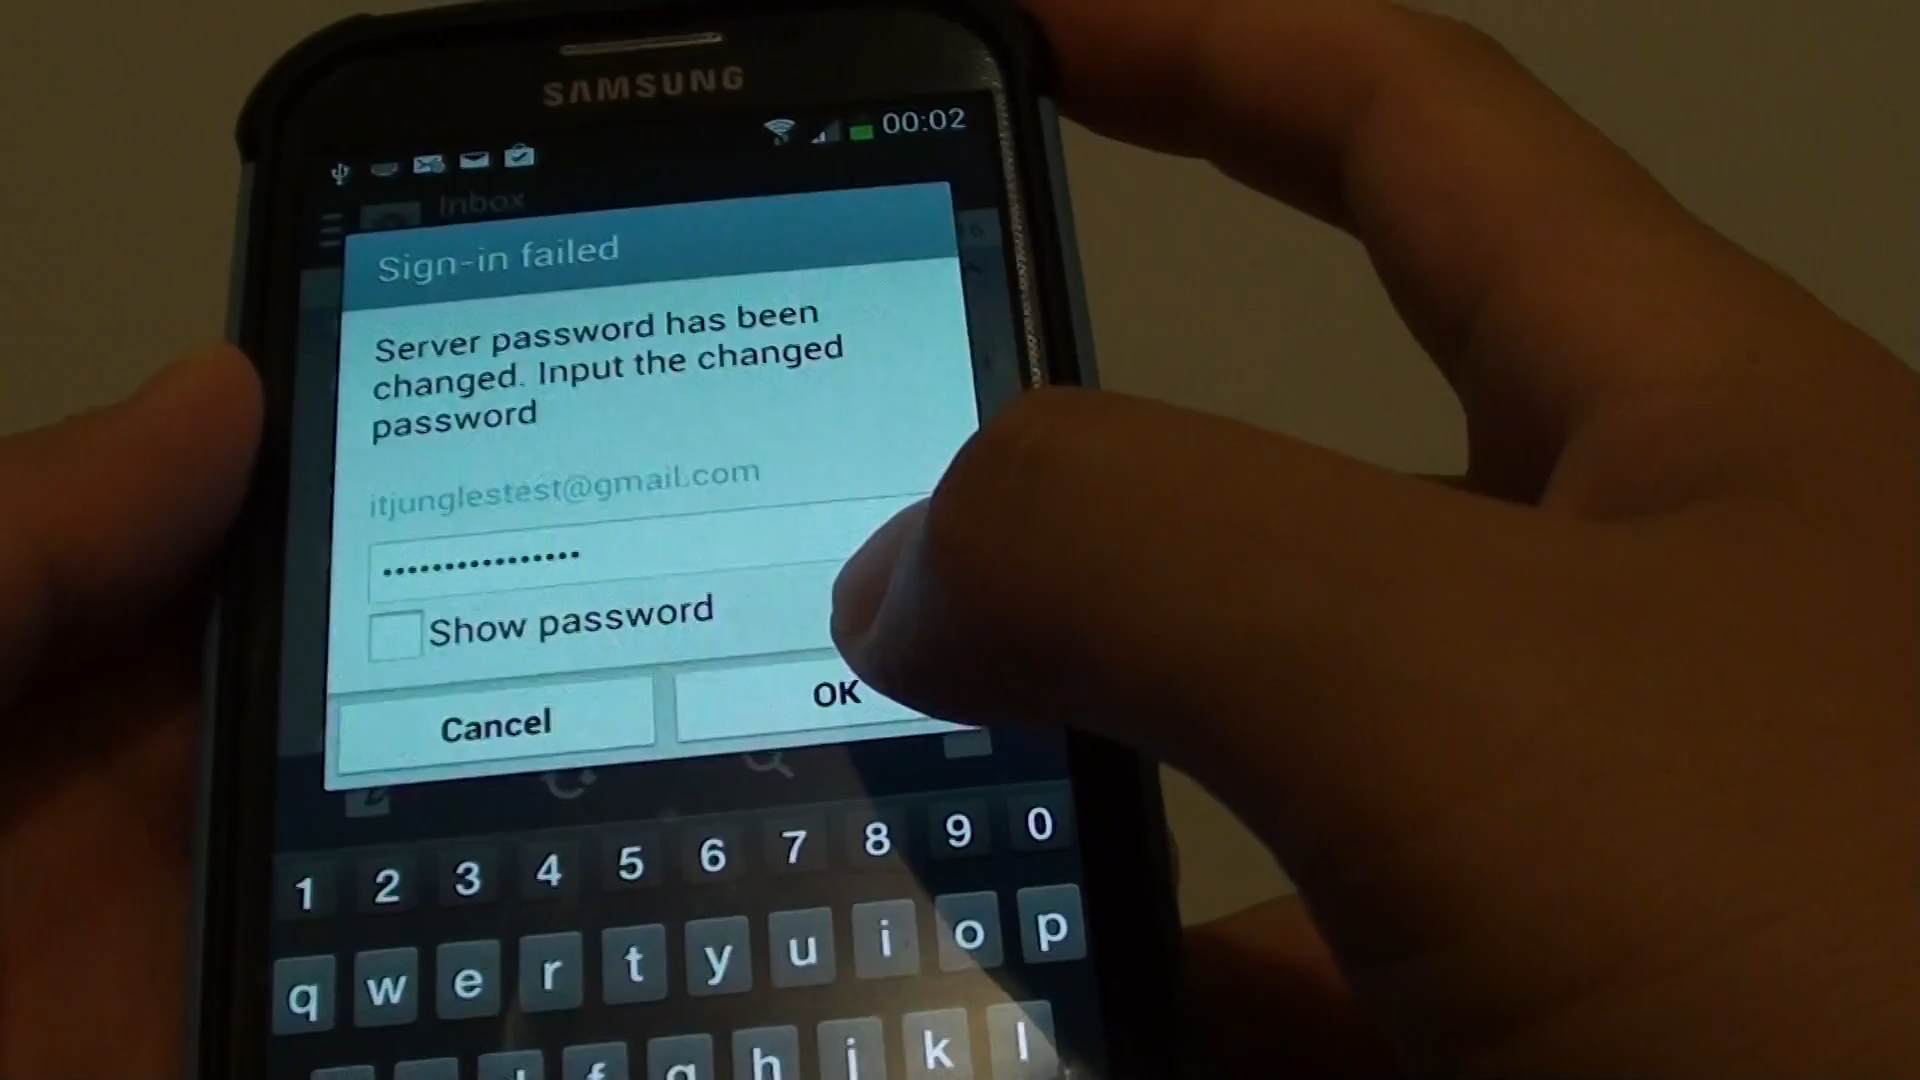 SAMSUNG
00:02
Inbox
Sign-in failed
Server password has been
changed. Input the changed
password
itjunglestest@gmail.com
••••••••••••••••
Show password
Cancel
OK
1 2 3 4 5 6 7 8 9 0
q w e r t y u i o p
f g h j k l